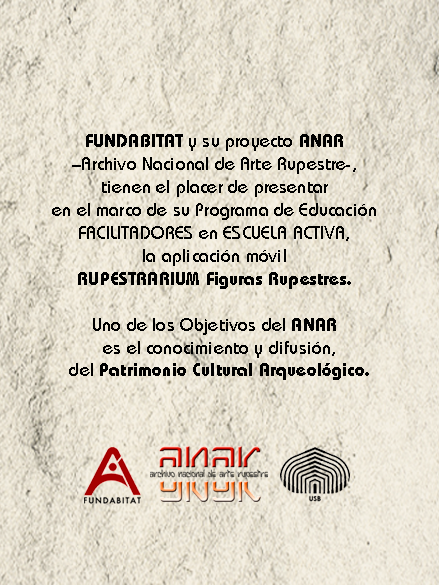 FUNDABITAT y su proyecto ANAR
–Archivo Nacional de Arte Rupestre-,
tienen el placer de presentar
en el marco de su Programa de Educación
FACILITADORES en ESCUELA ACTIVA,
la aplicación móvil
RUPESTRARIUM Figuras Rupestres.
Uno de los Objetivos del ANAR
es el conocimiento y difusión,
del Patrimonio Cultural Arqueológico.
FUNDABITAT
ANAR
archivo nacional de arte rupestre
USB